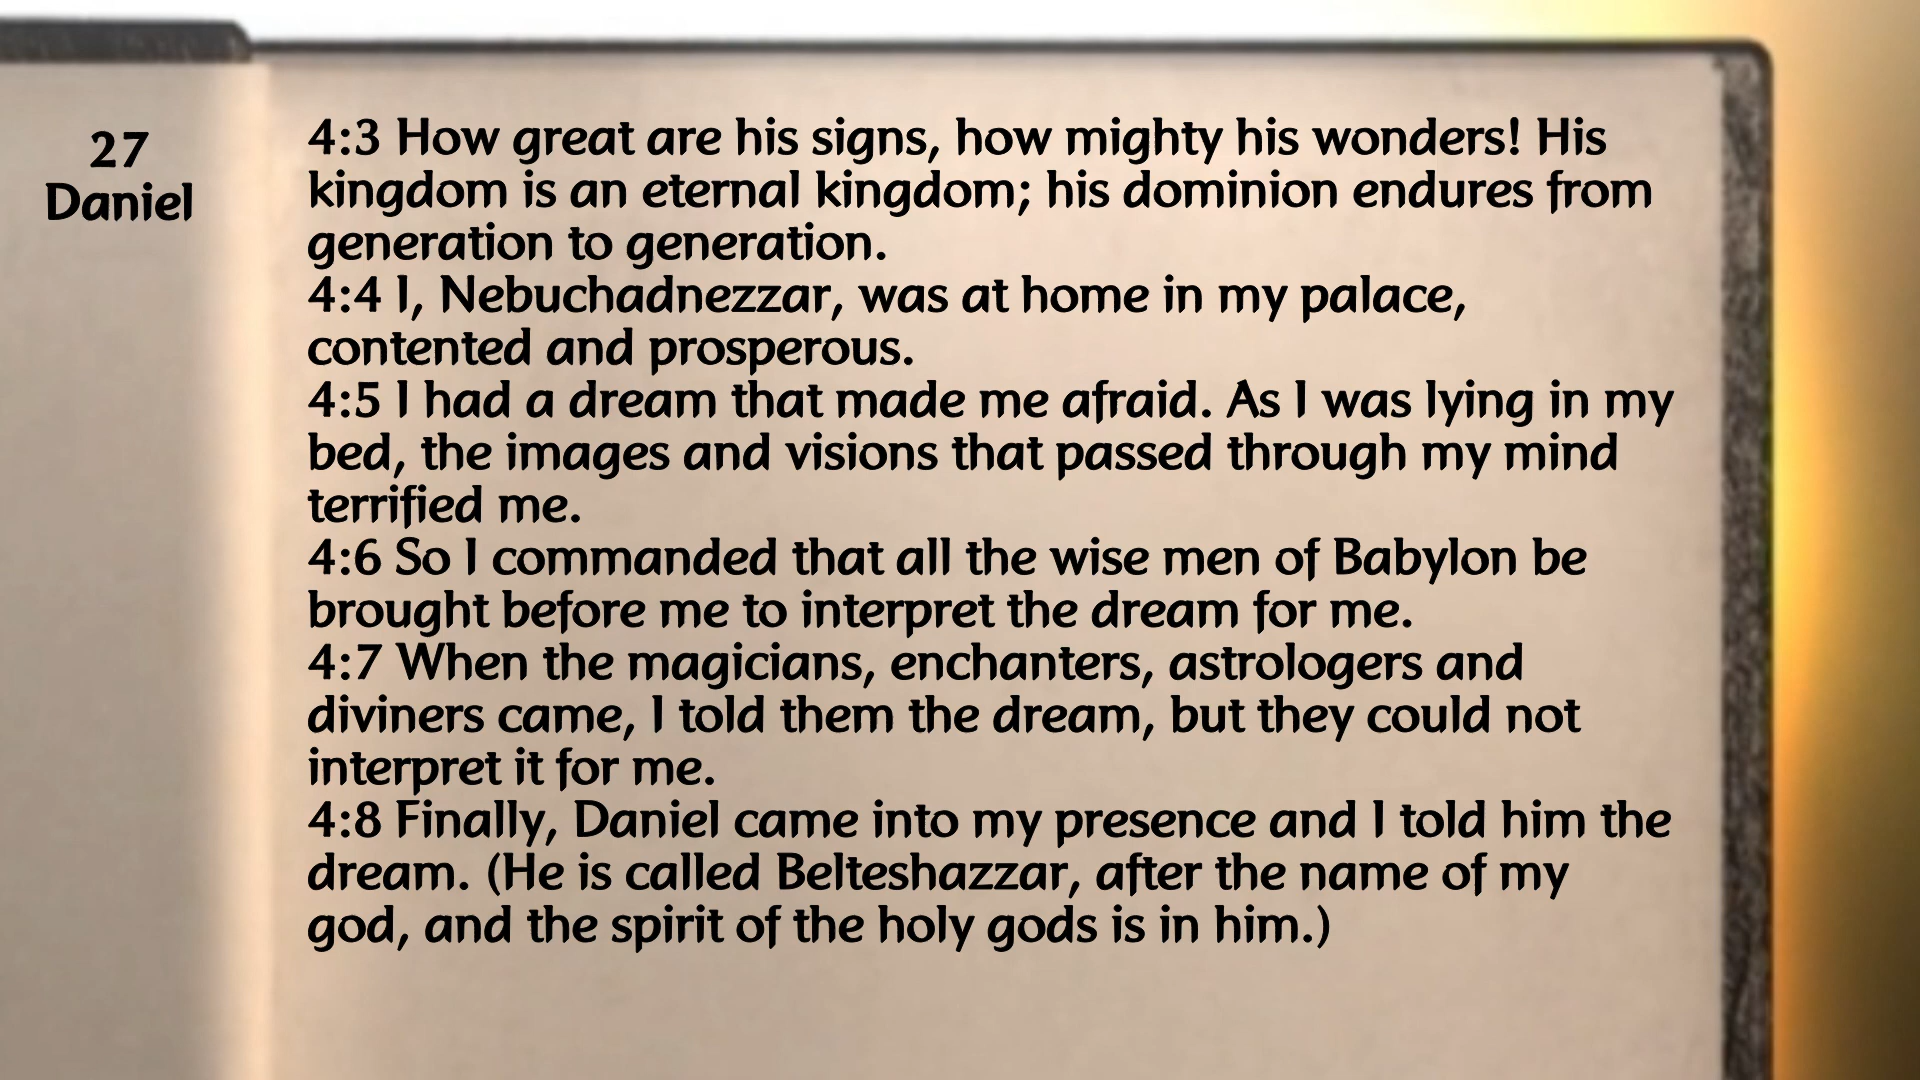 27
Daniel
4:3 How great are his signs, how mighty his wonders! His
kingdom is an eternal kingdom; his dominion endures from
generation to generation.
4:4 I, Nebuchadnezzar, was at home in my palace,
contented and prosperous.
4:5 I had a dream that made me afraid. As I was lying in my
bed, the images and visions that passed through my mind
terrified me.
4:6 So I commanded that all the wise men of Babylon be
brought before me to interpret the dream for me.
4:7 When the magicians, enchanters, astrologers and
diviners came, I told them the dream, but they could not
interpret it for me.
4:8 Finally, Daniel came into my presence and I told him the
dream. (He is called Belteshazzar, after the name of my
god, and the spirit of the holy gods is in him.)